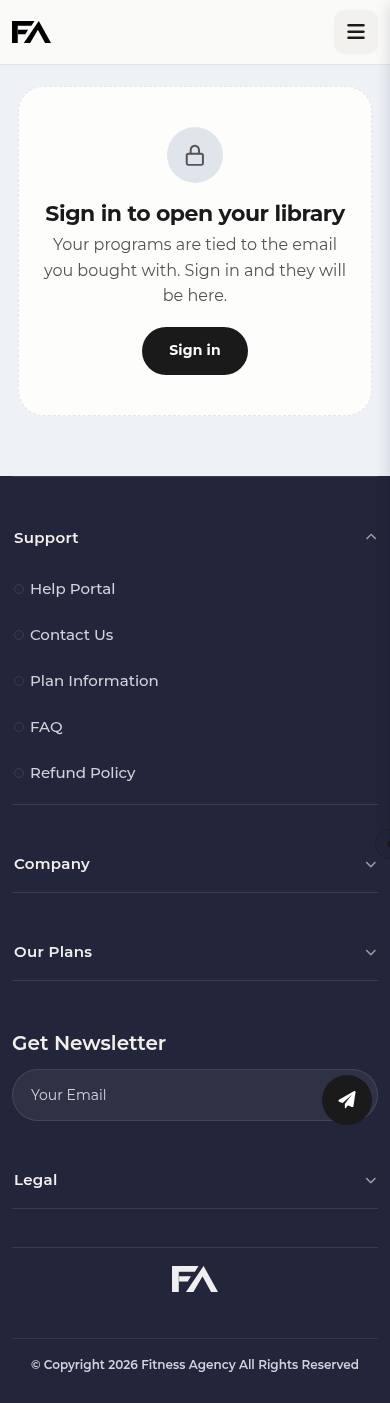 FA
Sign in to open your library
Your programs are tied to the email
you bought with. Sign in and they will
be here.
Sign in
Support
Help Portal
Contact Us
Plan Information
FAQ
Refund Policy
Company
Our Plans
Get Newsletter
Your Email
Legal
FA
© Copyright 2026 Fitness Agency All Rights Reserved